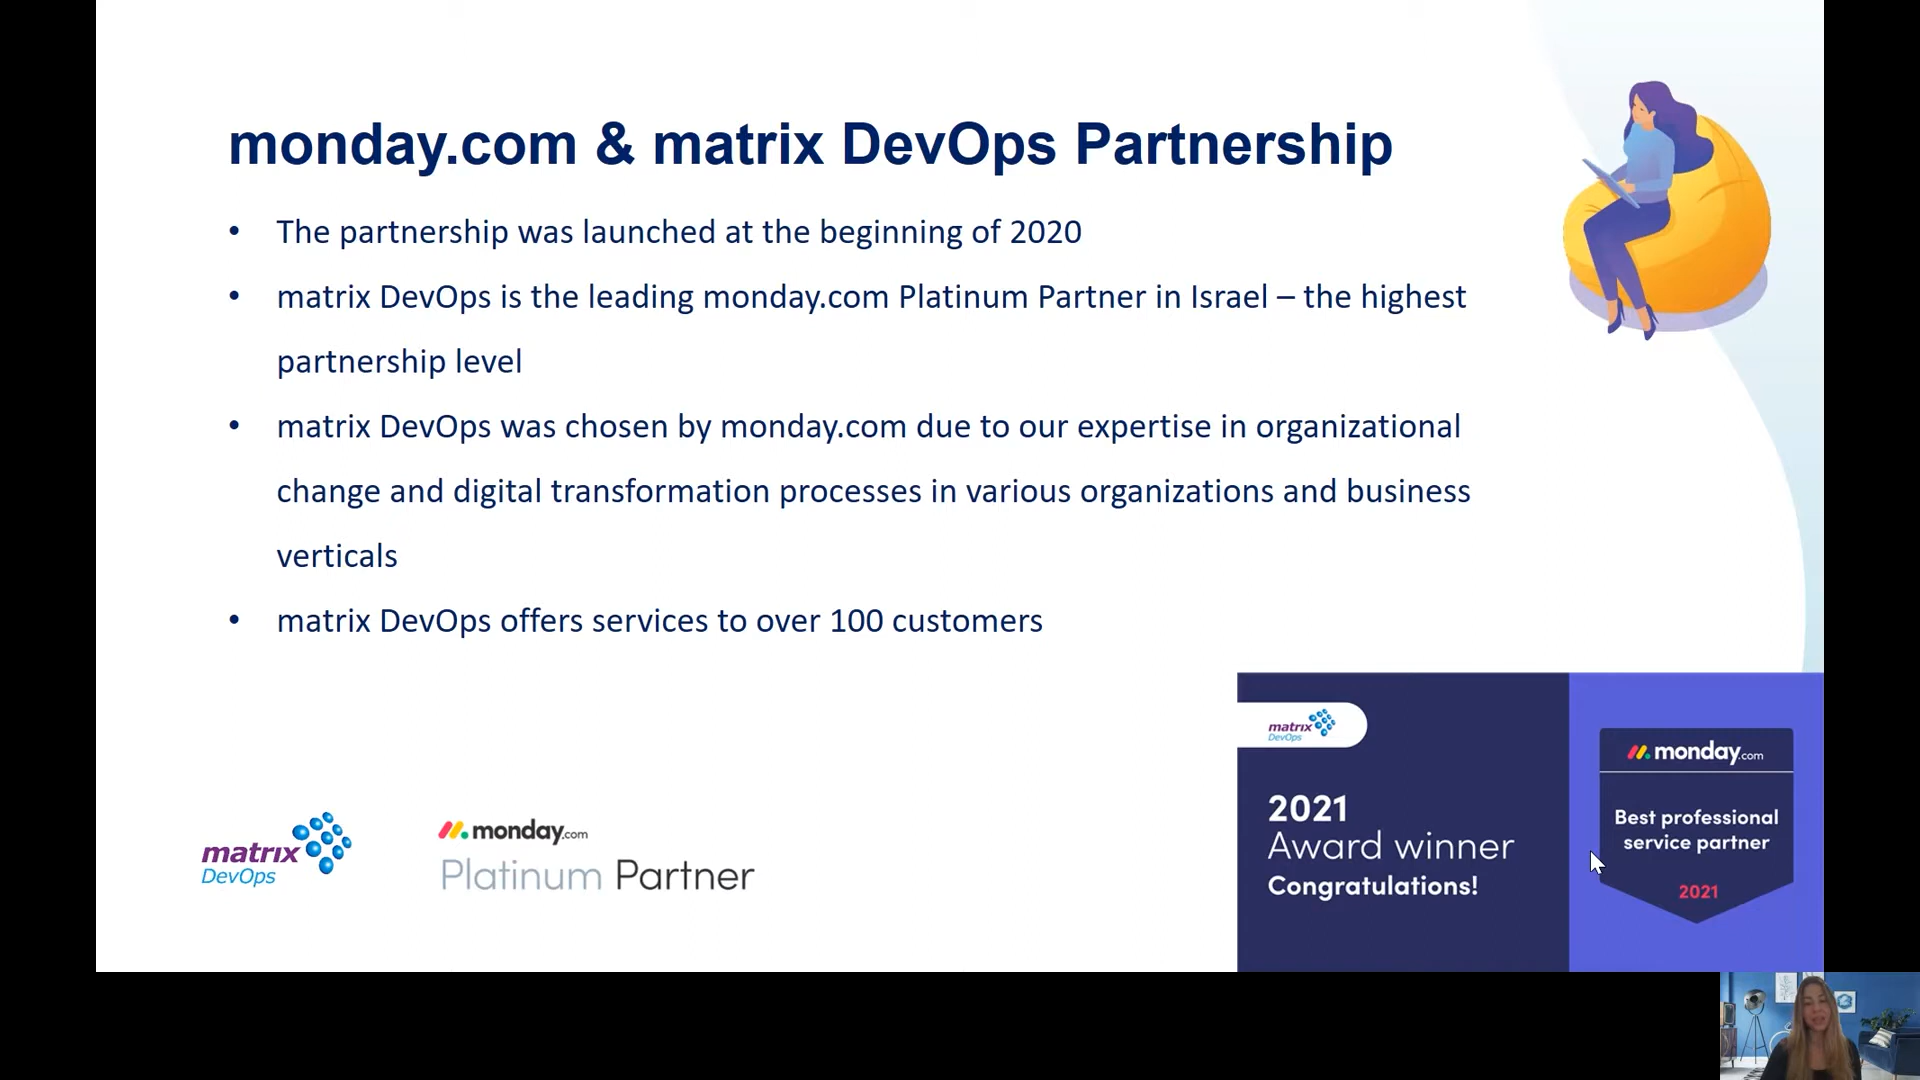 monday.com & matrix DevOps Partnership
• The partnership was launched at the beginning of 2020
• matrix DevOps is the leading monday.com Platinum Partner in Israel – the highest
partnership level
• matrix DevOps was chosen by monday.com due to our expertise in organizational
change and digital transformation processes in various organizations and business
verticals
• matrix DevOps offers services to over 100 customers
matrix
DevOps
monday.com
Platinum Partner
matrix
DevOps
2021
Award winner
Congratulations!
monday.com
Best professional
service partner
2021